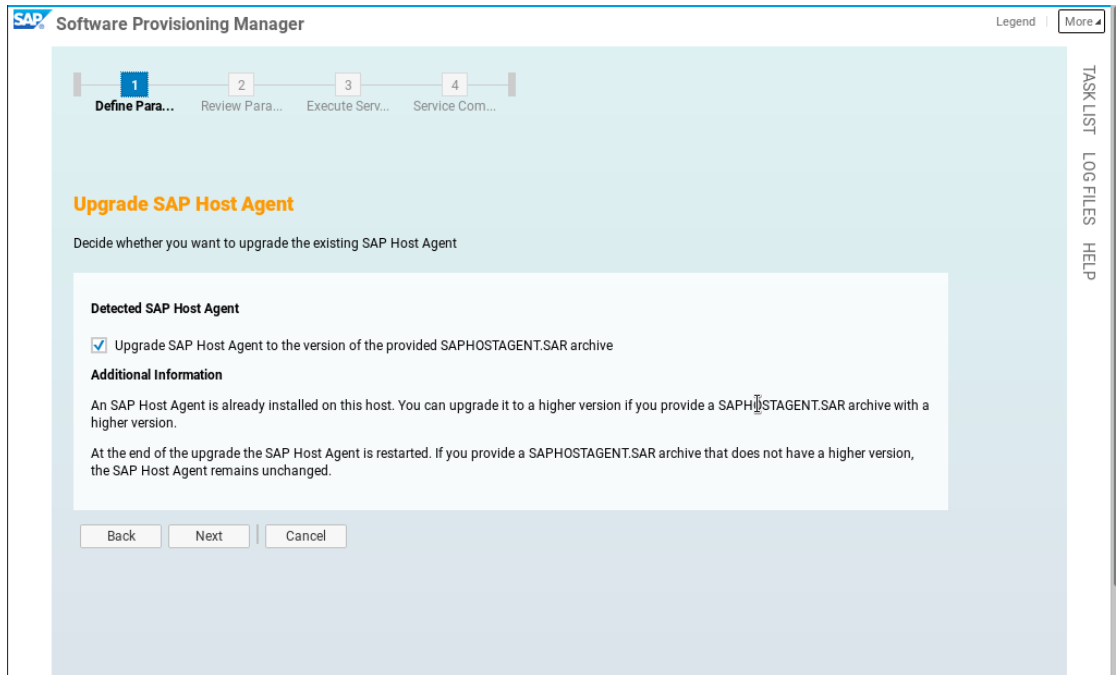 SAP Software Provisioning Manager
Legend
More
1
2
3
4
Define Para...
Review Para...
Execute Serv...
Service Com...
TASK LIST
LOG FILES
HELP
Upgrade SAP Host Agent
Decide whether you want to upgrade the existing SAP Host Agent
Detected SAP Host Agent
Upgrade SAP Host Agent to the version of the provided SAPHOSTAGENT.SAR archive
Additional Information
An SAP Host Agent is already installed on this host. You can upgrade it to a higher version if you provide a SAPHOSTAGENT.SAR archive with a
higher version.
At the end of the upgrade the SAP Host Agent is restarted. If you provide a SAPHOSTAGENT.SAR archive that does not have a higher version,
the SAP Host Agent remains unchanged.
Back
Next
Cancel